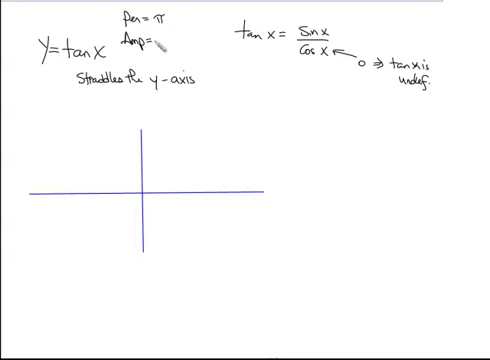 Per = π
Amp =
y = tan x
Straddles the y-axis
tan x = sin x / cos x
0 ⇒ tan x is
undef.